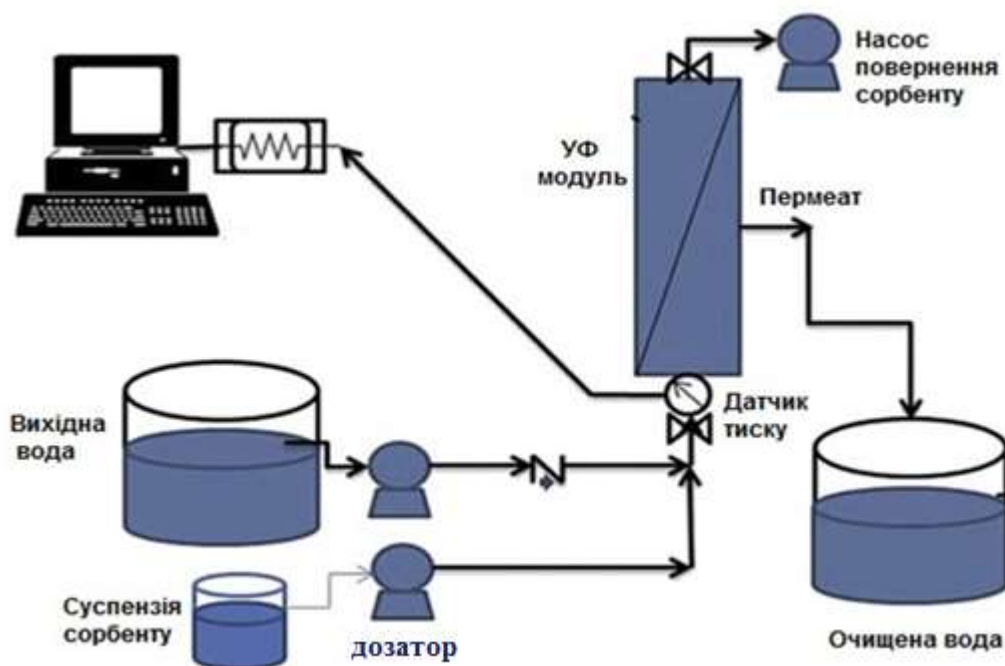 Насос
повернення
сорбенту
УФ
модуль
Пермеат
Датчик
тиску
Вихідна
вода
Суспензія
сорбенту
дозатор
Очищена вода